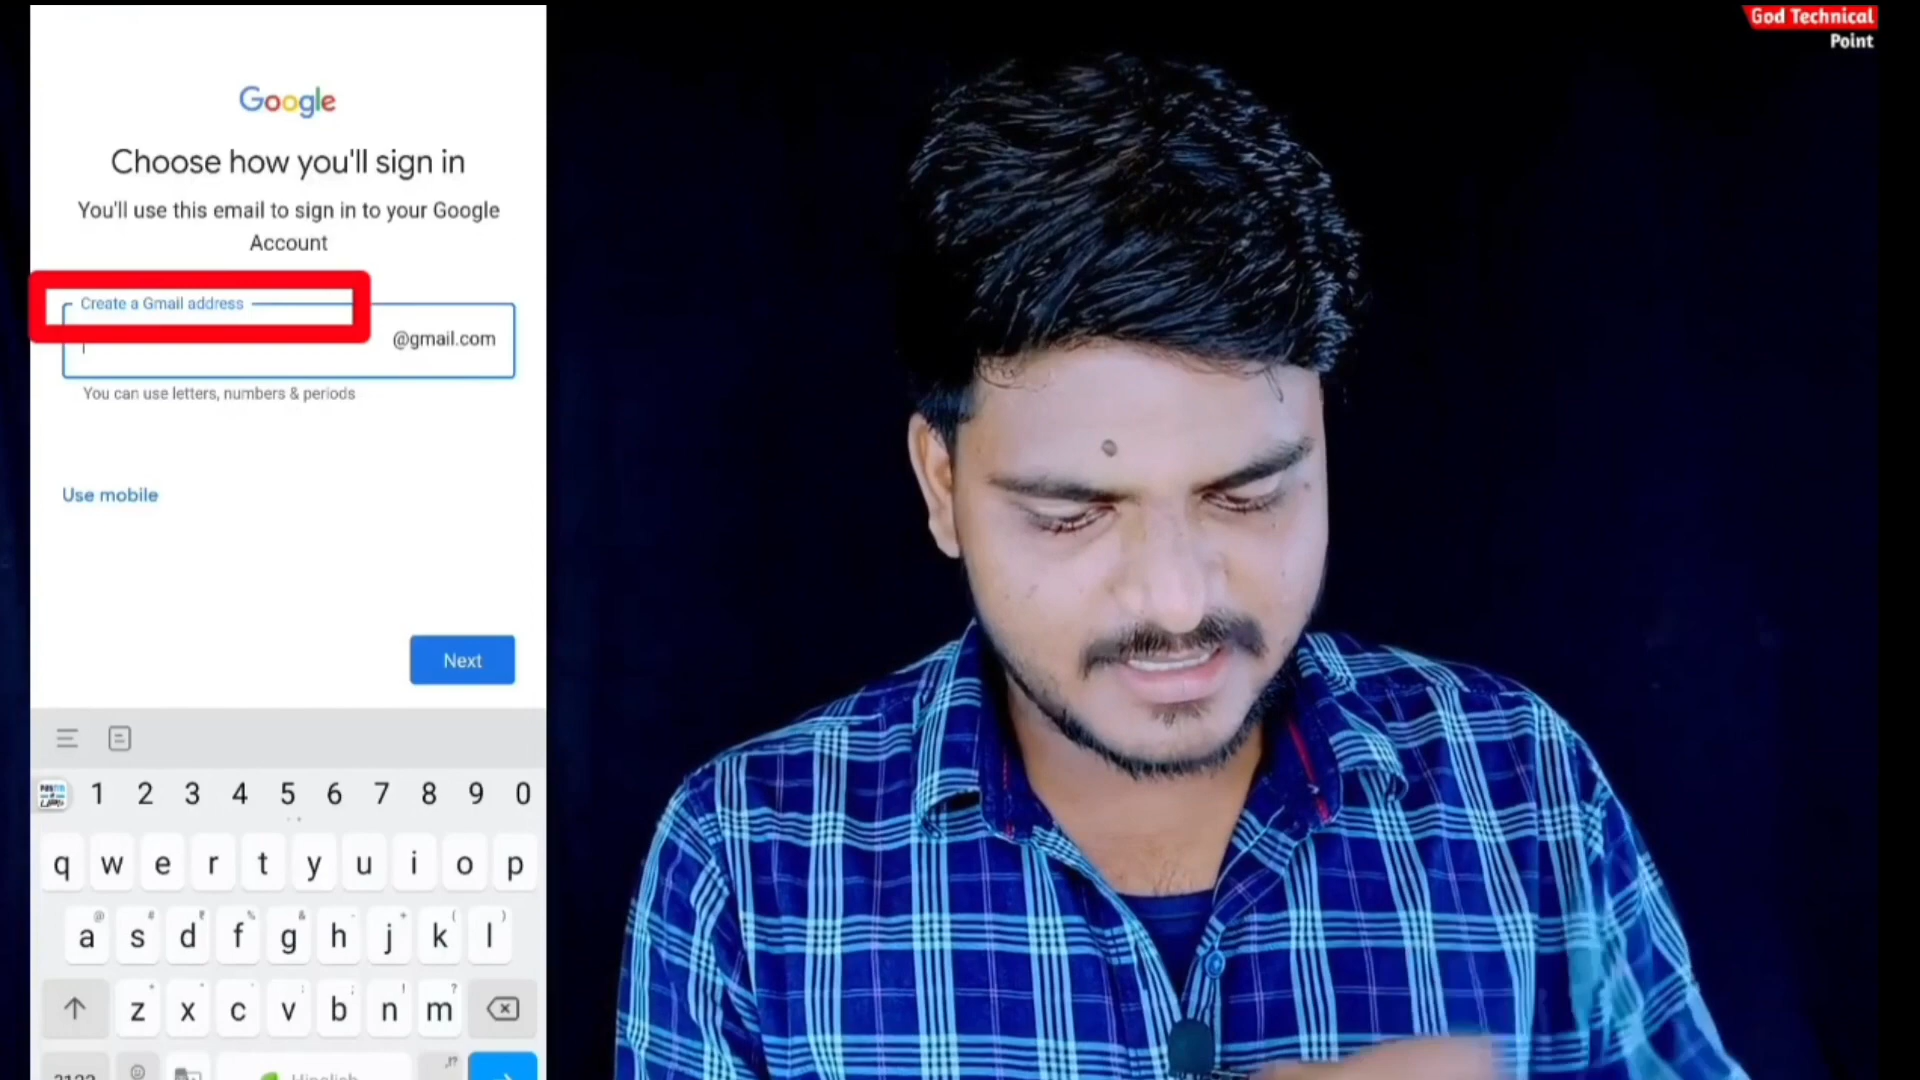 God Technical
Point
Google
Choose how you'll sign in
You'll use this email to sign in to your Google
Account
Create a Gmail address
@gmail.com
You can use letters, numbers & periods
Use mobile
Next
1 2 3 4 5 6 7 8 9 0
q w e r t y u i o p
@ # ₹ % & - + ( )
a s d f g h j k l
z x c v b n m
Hinglish